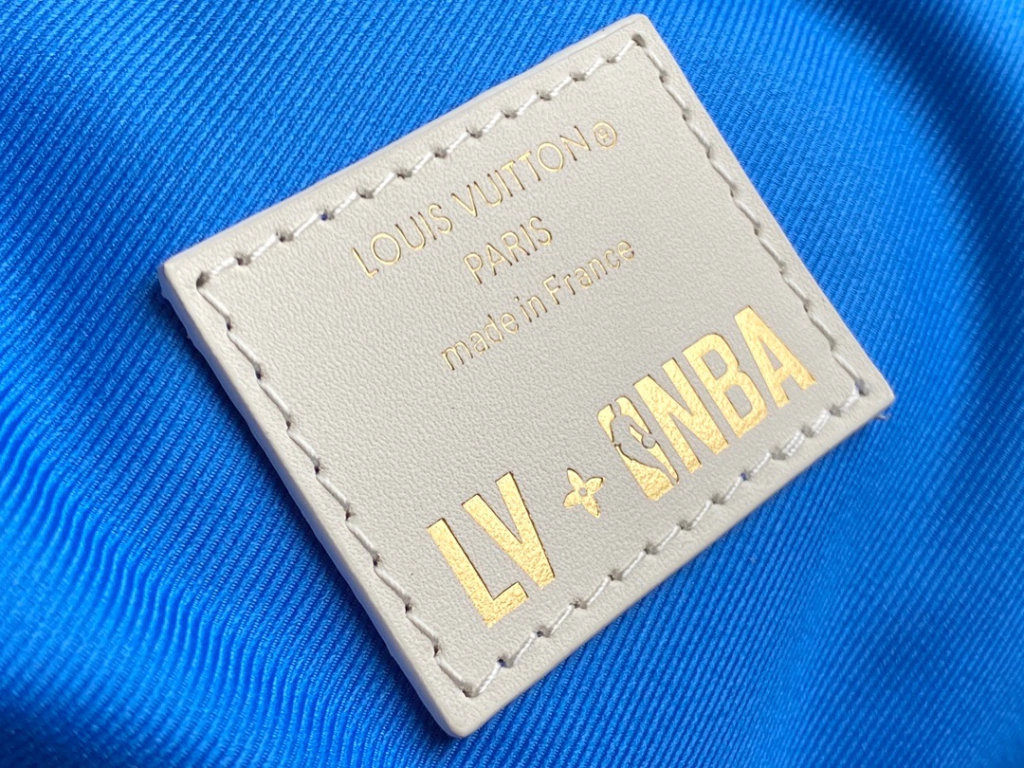 LOUIS VUITTON®
PARIS
made in France
LV NBA